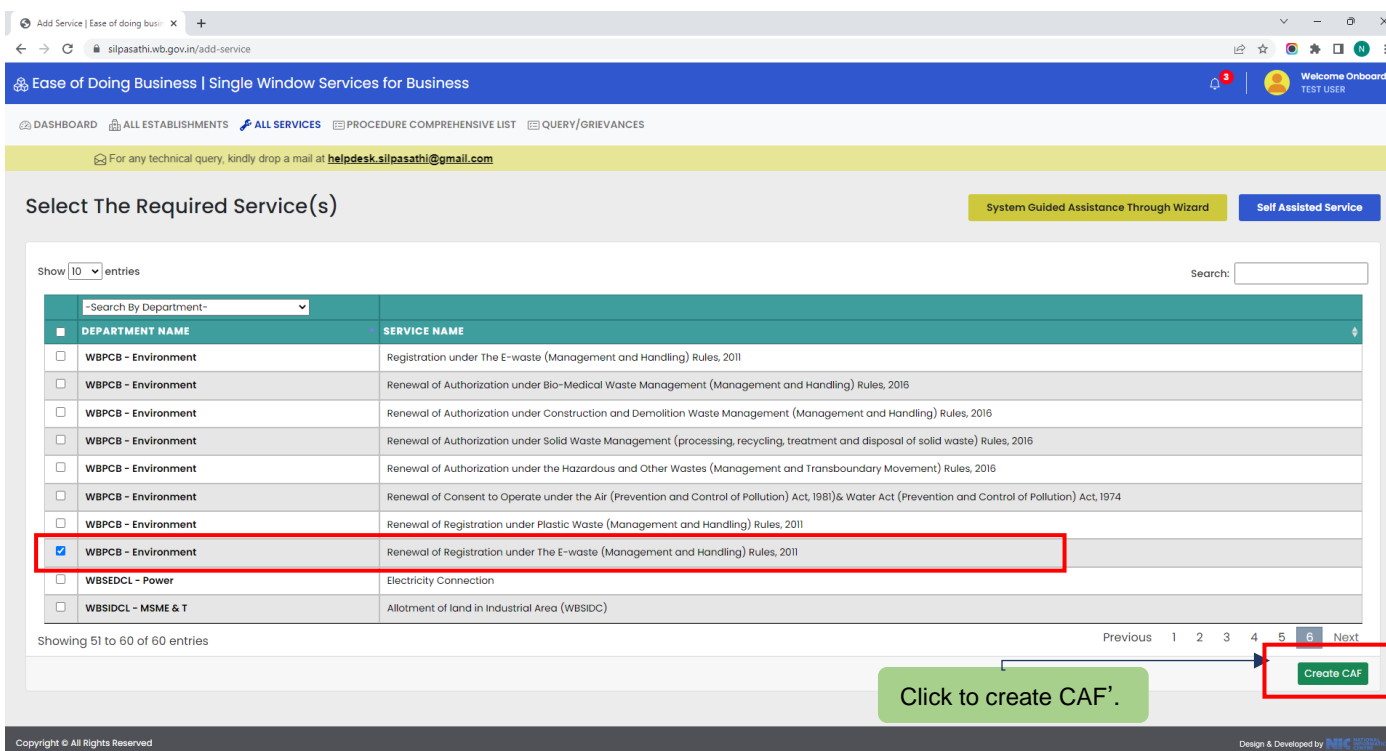 Add Service | Ease of doing busin
silpasathi.wb.gov.in/add-service
N
Ease of Doing Business | Single Window Services for Business
3
Welcome Onboard
TEST USER
DASHBOARD ALL ESTABLISHMENTS ALL SERVICES PROCEDURE COMPREHENSIVE LIST QUERY/GRIEVANCES
For any technical query, kindly drop a mail at helpdesk.silpasathi@gmail.com
Select The Required Service(s)
System Guided Assistance Through Wizard
Self Assisted Service
Show 10 entries
Search:
-Search By Department-
DEPARTMENT NAME SERVICE NAME
WBPCB - Environment Registration under The E-waste (Management and Handling) Rules, 2011
WBPCB - Environment Renewal of Authorization under Bio-Medical Waste Management (Management and Handling) Rules, 2016
WBPCB - Environment Renewal of Authorization under Construction and Demolition Waste Management (Management and Handling) Rules, 2016
WBPCB - Environment Renewal of Authorization under Solid Waste Management (processing, recycling, treatment and disposal of solid waste) Rules, 2016
WBPCB - Environment Renewal of Authorization under the Hazardous and Other Wastes (Management and Transboundary Movement) Rules, 2016
WBPCB - Environment Renewal of Consent to Operate under the Air (Prevention and Control of Pollution) Act, 1981)& Water Act (Prevention and Control of Pollution) Act, 1974
WBPCB - Environment Renewal of Registration under Plastic Waste (Management and Handling) Rules, 2011
WBPCB - Environment Renewal of Registration under The E-waste (Management and Handling) Rules, 2011
WBSEDCL - Power Electricity Connection
WBSIDCL - MSME & T Allotment of land in Industrial Area (WBSIDC)
Showing 51 to 60 of 60 entries
Previous 1 2 3 4 5 6 Next
Create CAF
Click to create CAF’.
Copyright © All Rights Reserved
Design & Developed by NIC